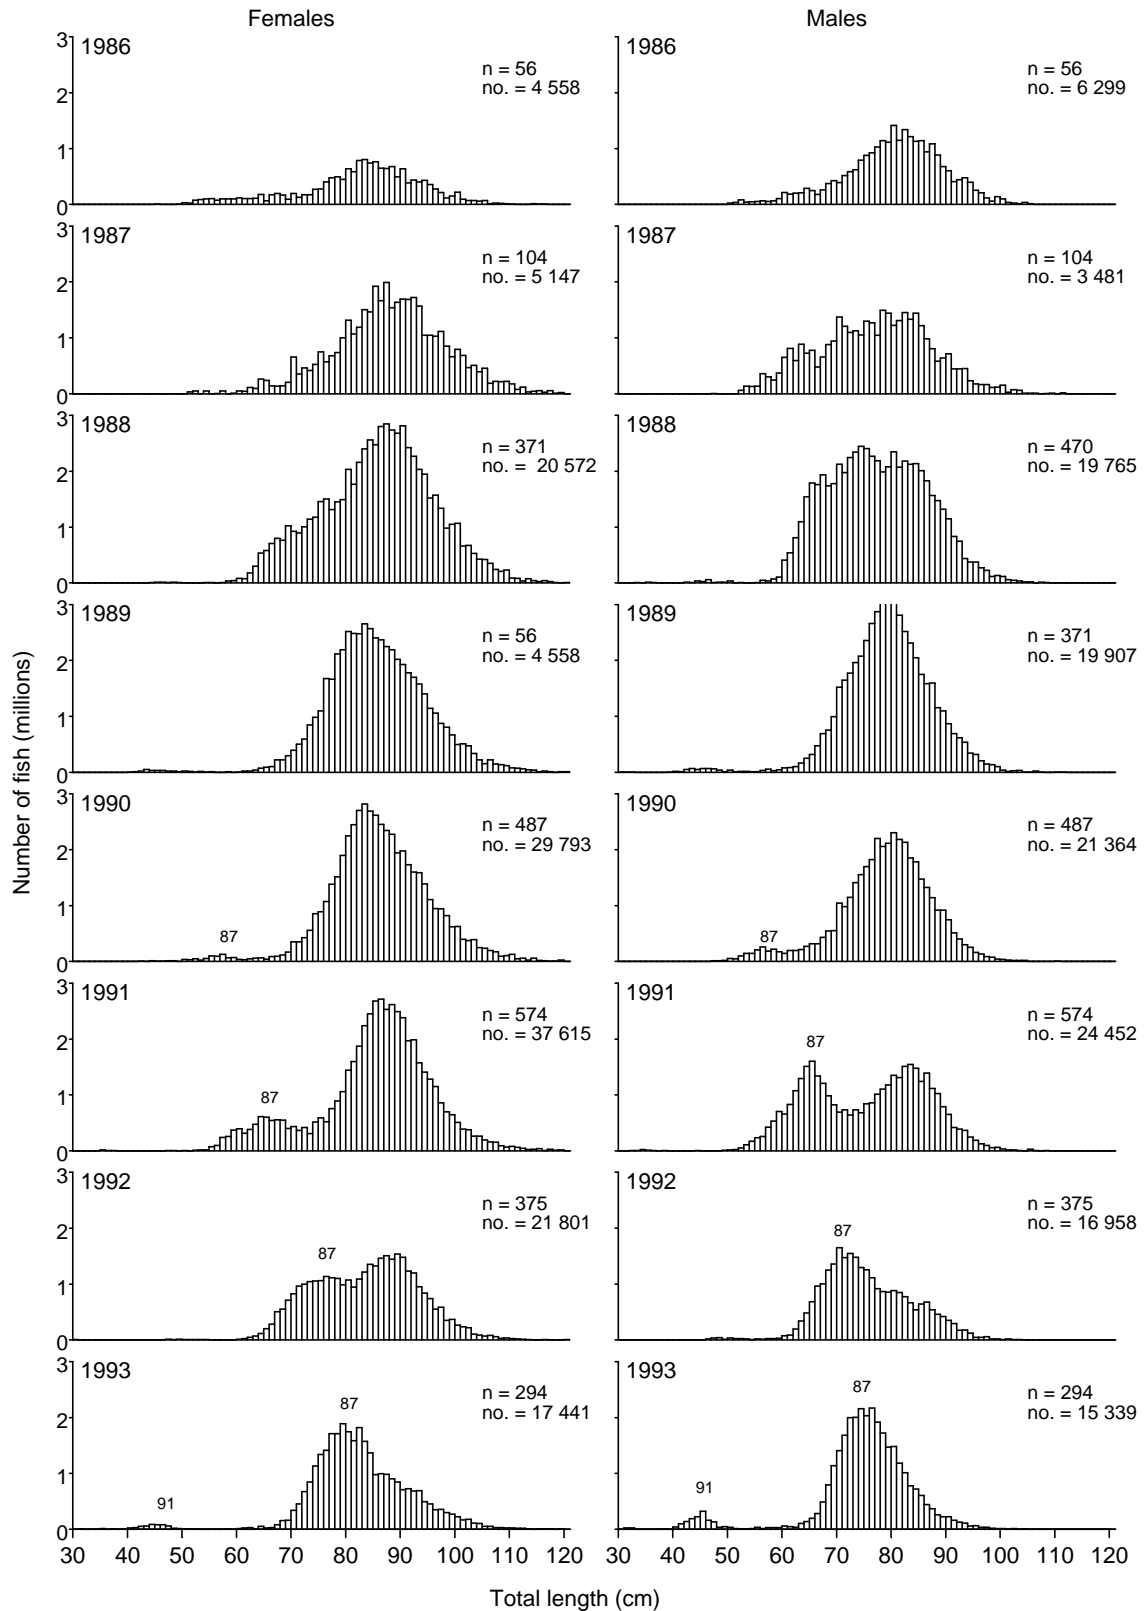 Females Males
3 1986 1986
n = 56 n = 56
no. = 4 558 no. = 6 299
2
1
0
3 1987 1987
n = 104 n = 104
no. = 5 147 no. = 3 481
2
1
0
3 1988 1988
n = 371 n = 470
no. = 20 572 no. = 19 765
2
1
0
3 1989 1989
n = 56 n = 371
no. = 4 558 no. = 19 907
2
1
0
Number of fish (millions)
3 1990 1990
n = 487 n = 487
no. = 29 793 no. = 21 364
2
1
87 87
0
3 1991 1991
n = 574 n = 574
no. = 37 615 no. = 24 452
2
87
87
1
0
3 1992 1992
n = 375 n = 375
no. = 21 801 no. = 16 958
2
87
87
1
0
3 1993 1993
n = 294 n = 294
no. = 17 441 no. = 15 339
87
87
2
1
91
91
0
30 40 50 60 70 80 90 100 110 120 30 40 50 60 70 80 90 100 110 120
Total length (cm)